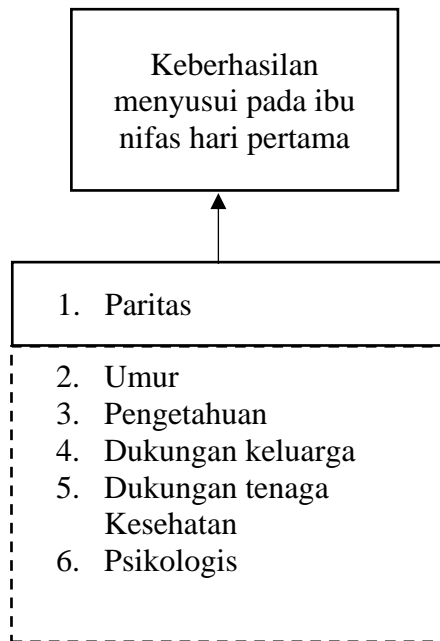 Keberhasilan
menyusui pada ibu
nifas hari pertama
1. Paritas
2. Umur
3. Pengetahuan
4. Dukungan keluarga
5. Dukungan tenaga
Kesehatan
6. Psikologis